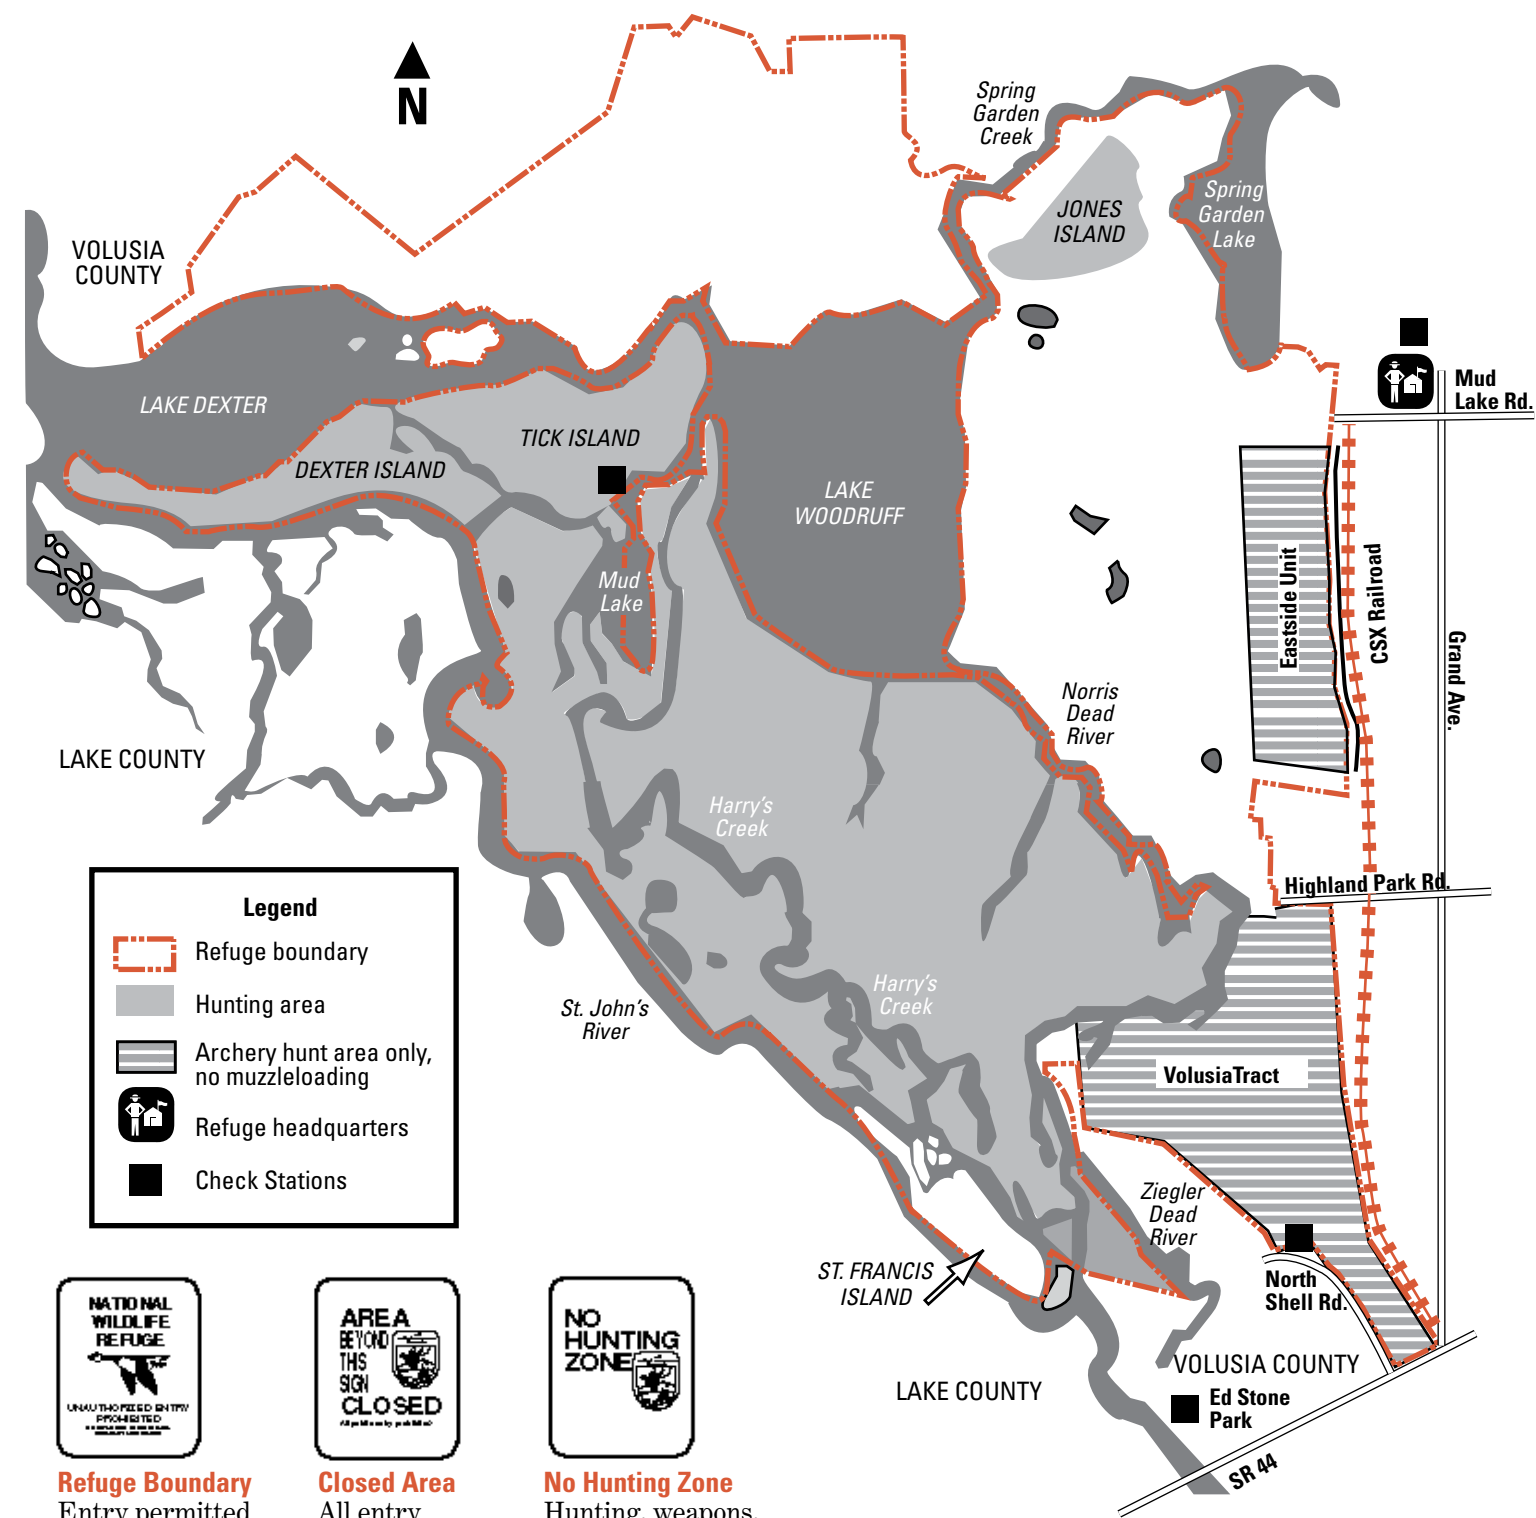 N
Spring
Garden
Creek
JONES
ISLAND
Spring
Garden
Lake
VOLUSIA
COUNTY
Mud
Lake Rd.
LAKE DEXTER
TICK ISLAND
DEXTER ISLAND
LAKE
WOODRUFF
Mud
Lake
Eastside Unit
CSX Railroad
Grand Ave.
Norris
Dead
River
LAKE COUNTY
Harry's
Creek
Highland Park Rd.
Legend
Refuge boundary
Hunting area
Archery hunt area only,
no muzzleloading
Refuge headquarters
Check Stations
Harry's
Creek
St. John's
River
VolusiaTract
Ziegler
Dead
River
ST. FRANCIS
ISLAND
North
Shell Rd.
VOLUSIA COUNTY
LAKE COUNTY
Ed Stone
Park
SR 44
NATIONAL
WILDLIFE
REFUGE
UNAUTHORIZED ENTRY
PROHIBITED
AREA
BEYOND
THIS
SIGN
CLOSED
NO
HUNTING
ZONE
Refuge Boundary
Entry permitted
Closed Area
All entry
No Hunting Zone
Hunting, weapons,